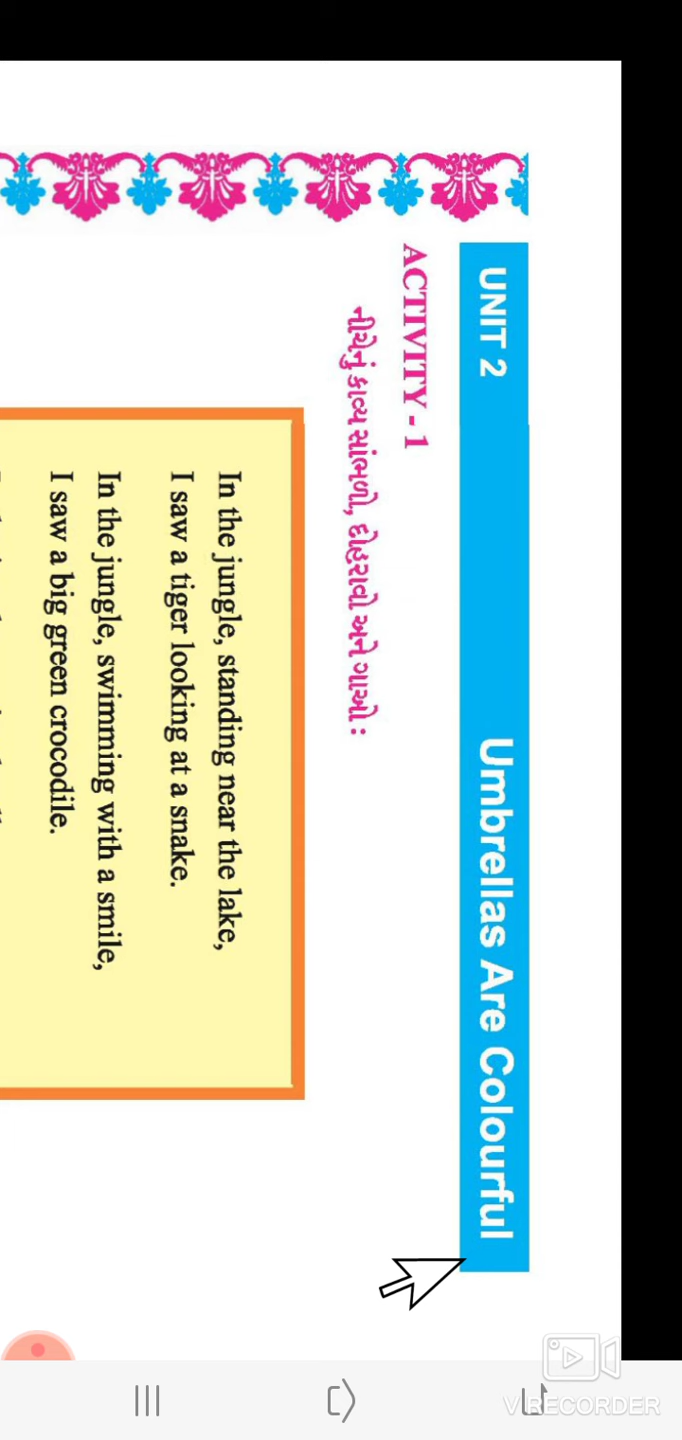 UNIT 2 Umbrellas Are Colourful
ACTIVITY - 1
નીચેનું કાવ્ય સાંભળો, દોહરાવો અને ગાઓ :
In the jungle, standing near the lake,
I saw a tiger looking at a snake.
In the jungle, swimming with a smile,
I saw a big green crocodile.
VIRECORDER